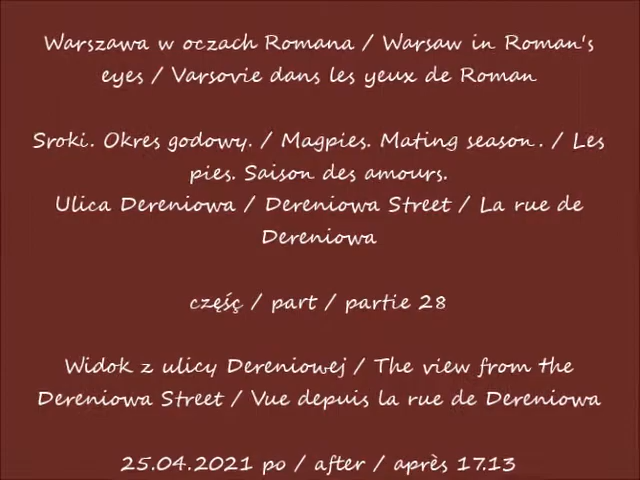 Warszawa w oczach Romana / Warsaw in Roman's
eyes / Varsovie dans les yeux de Roman
Sroki. Okres godowy. / Magpies. Mating season. / Les
pies. Saison des amours.
Ulica Dereniowa / Dereniowa Street / La rue de
Dereniowa
częśç / part / partie 28
Widok z ulicy Dereniowej / The view from the
Dereniowa Street / Vue depuis la rue de Dereniowa
25.04.2021 po / after / après 17.13